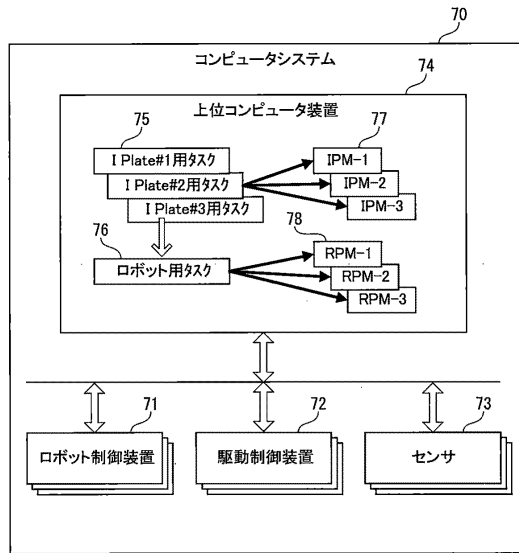 70
コンピュータシステム
74
上位コンピュータ装置
75
77
I Plate#1用タスク
IPM-1
I Plate#2用タスク
IPM-2
I Plate#3用タスク
IPM-3
76
78
RPM-1
ロボット用タスク
RPM-2
RPM-3
71
72
73
ロボット制御装置
駆動制御装置
センサ